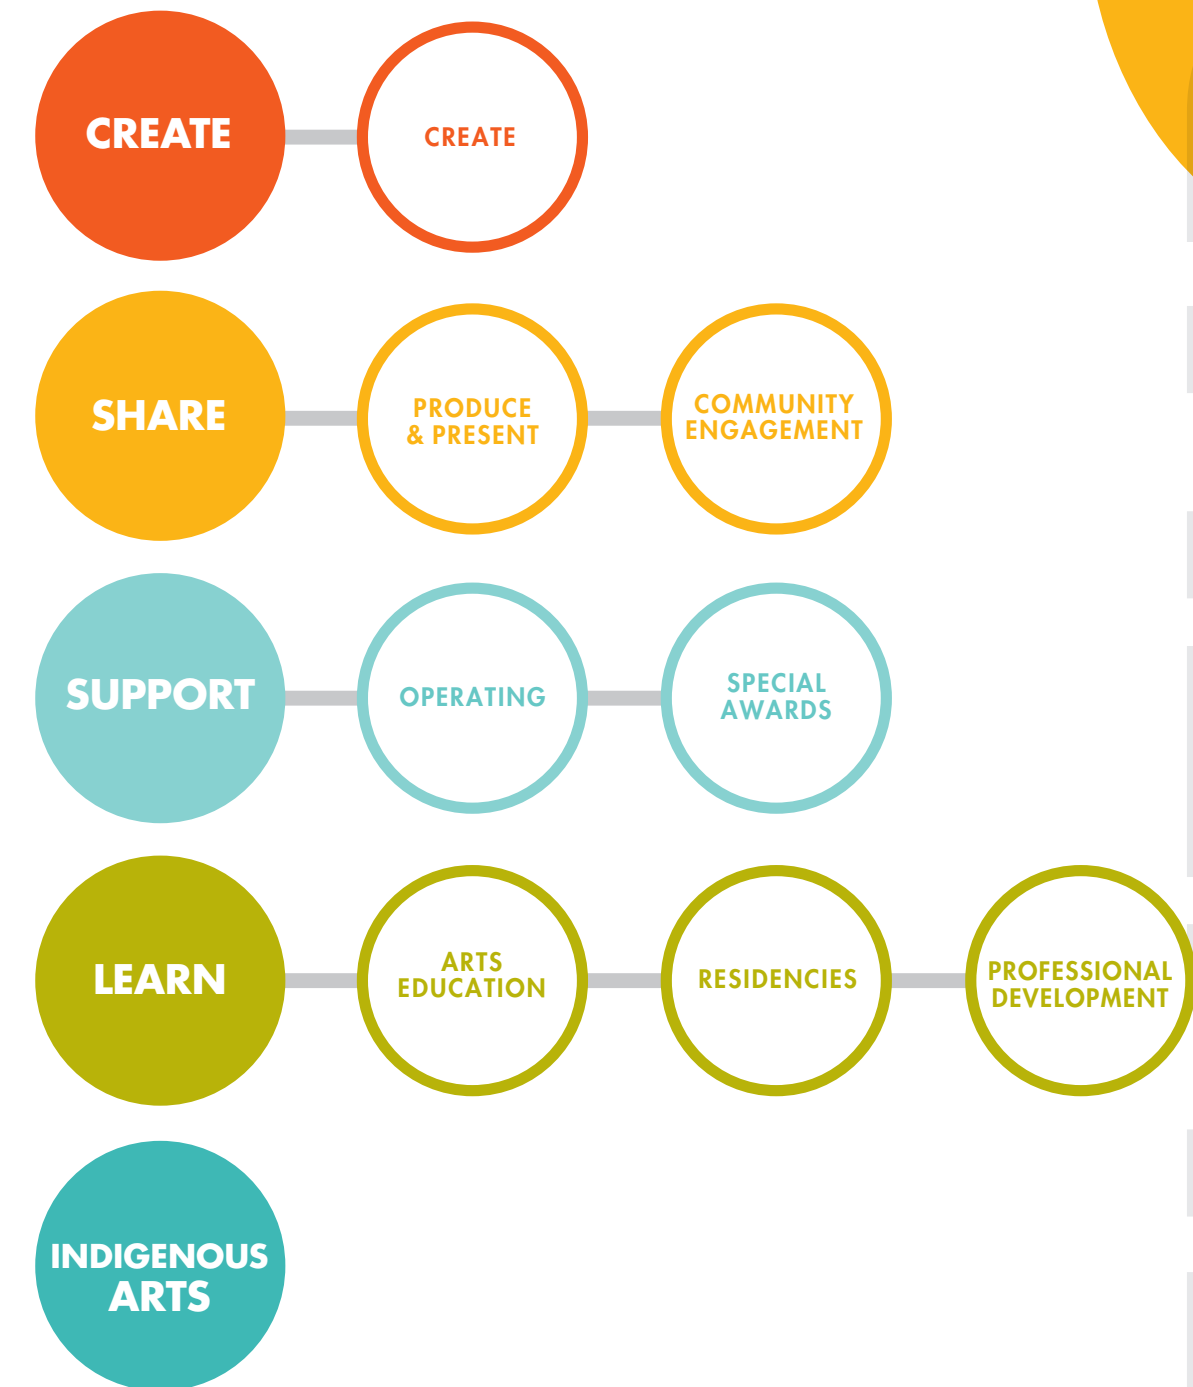 CREATE
CREATE
SHARE
PRODUCE
& PRESENT
COMMUNITY
ENGAGEMENT
SUPPORT
OPERATING
SPECIAL
AWARDS
LEARN
ARTS
EDUCATION
RESIDENCIES
PROFESSIONAL
DEVELOPMENT
INDIGENOUS
ARTS